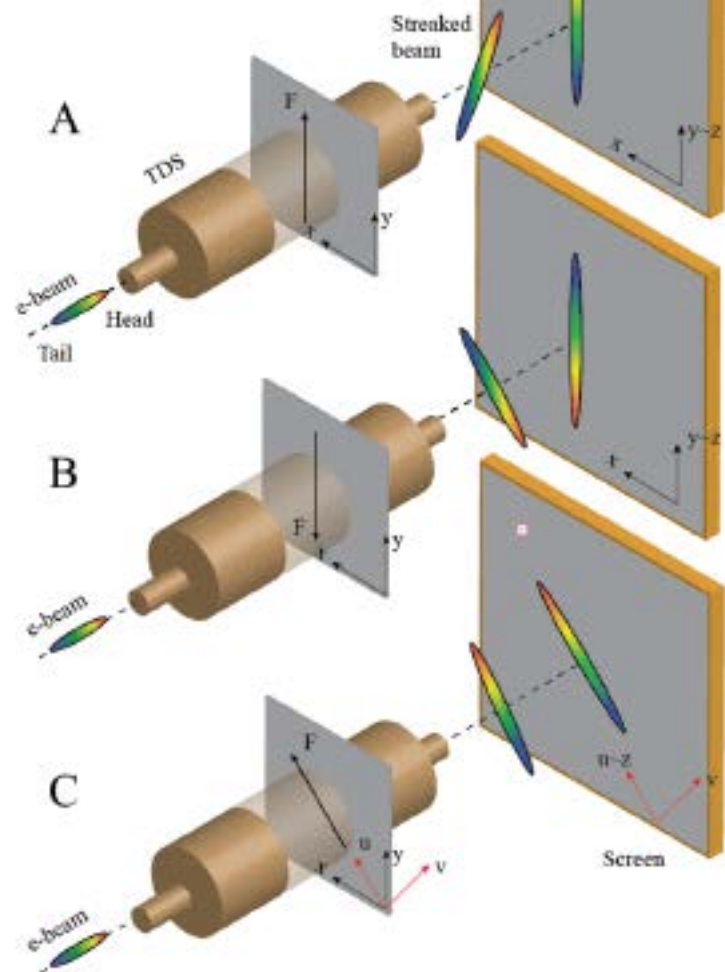 Streaked
beam
A
F
TDS
x
y~z
x
y
e-beam
Head
Tail
B
F
x
y
x
y~z
e-beam
C
F
u
x
y
v
u~z
v
Screen
e-beam